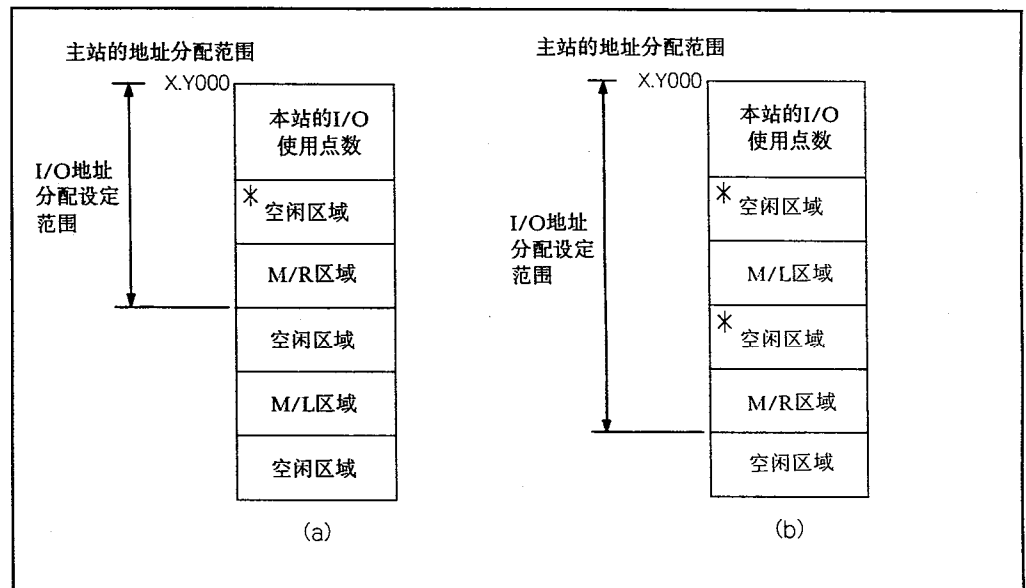 主站的地址分配范围
X.Y000
I/O地址
分配设定
范围
本站的I/O
使用点数
* 空闲区域
M/R区域
空闲区域
M/L区域
空闲区域
(a)
主站的地址分配范围
X.Y000
I/O地址
分配设定
范围
本站的I/O
使用点数
* 空闲区域
M/L区域
* 空闲区域
M/R区域
空闲区域
(b)